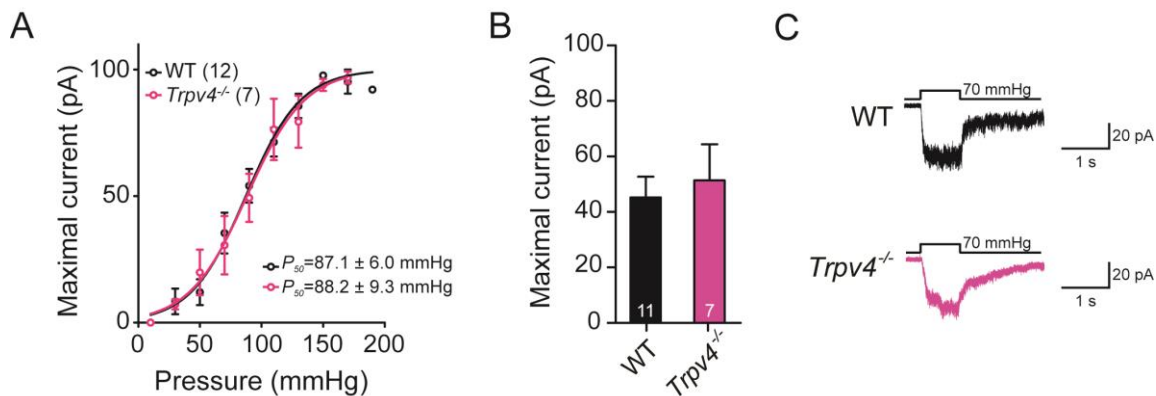 A
Maximal current (pA)
100
50
0
WT (12)
Trpv4⁻/⁻ (7)
P₅₀=87.1 ± 6.0 mmHg
P₅₀=88.2 ± 9.3 mmHg
0 50 100 150 200
Pressure (mmHg)
B
Maximal current (pA)
100
80
60
40
20
0
11 7
WT
Trpv4⁻/⁻
C
WT
70 mmHg
20 pA
1 s
Trpv4⁻/⁻
70 mmHg
20 pA
1 s